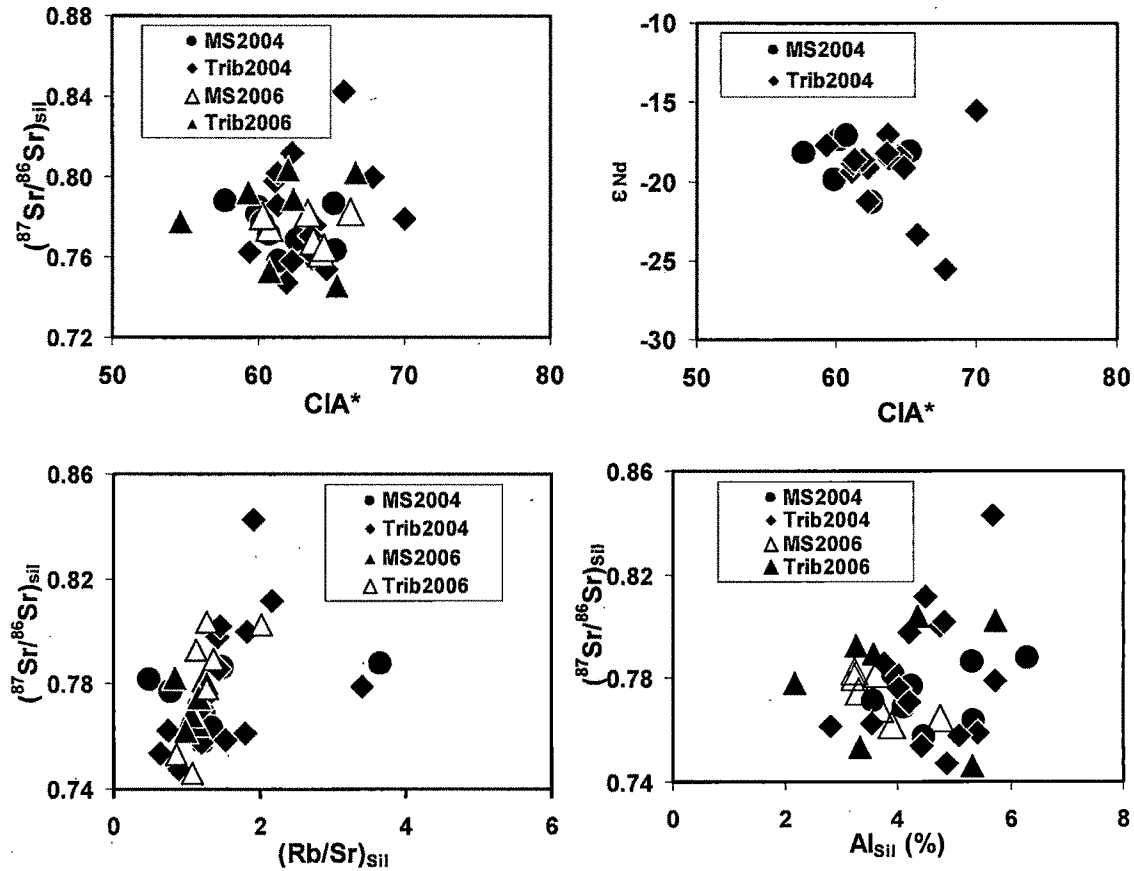 0.88
0.84
0.80
0.76
0.72
(⁸⁷Sr/⁸⁶Sr)sil
MS2004
Trib2004
MS2006
Trib2006
50 60 70 80
CIA*
-10
-15
-20
-25
-30
εNd
MS2004
Trib2004
50 60 70 80
CIA*
0.86
0.82
0.78
0.74
(⁸⁷Sr/⁸⁶Sr)sil
MS2004
Trib2004
MS2006
Trib2006
0 2 4 6
(Rb/Sr)Sil
0.86
0.82
0.78
0.74
(⁸⁷Sr/⁸⁶Sr)Sil
MS2004
Trib2004
MS2006
Trib2006
0 2 4 6 8
AlSil (%)